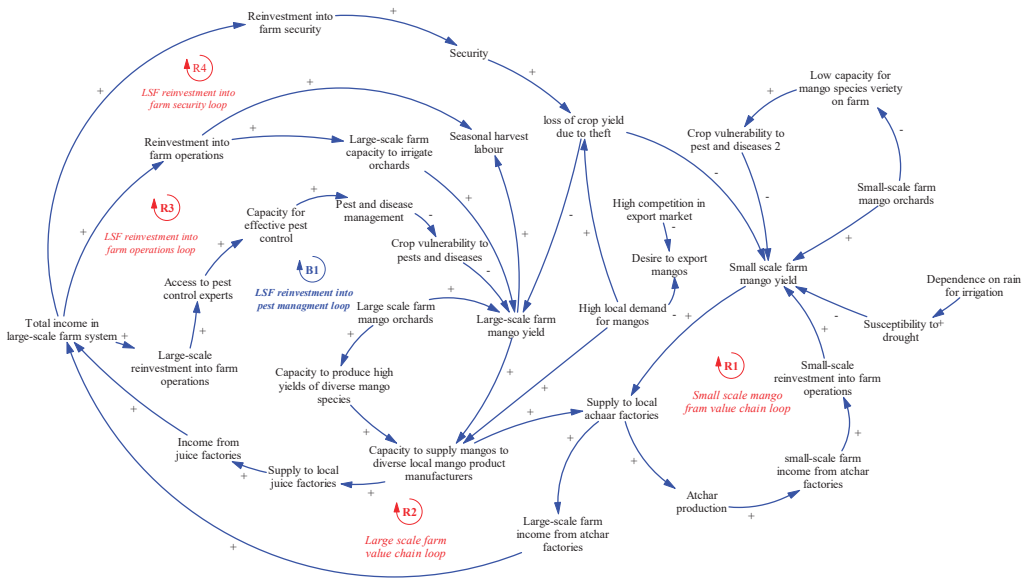 Reinvestment into
farm security
Security
R4
LSF reinvestment into
farm security loop
Reinvestment into
farm operations
Large-scale farm
capacity to irrigate
orchards
Seasonal harvest
labour
loss of crop yield
due to theft
Low capacity for
mango species veriety
on farm
Crop vulnerability to
pest and diseases 2
Small-scale farm
mango orchards
R3
LSF reinvestment into
farm operations loop
Capacity for
effective pest
control
Pest and disease
management
Crop vulnerability to
pests and diseases
High competition in
export market
Desire to export
mangos
Small scale farm
mango yield
Dependence on rain
for irrigation
Susceptibility to
drought
B1
LSF reinvestment into
pest managment loop
Access to pest
control experts
Large scale farm
mango orchards
Large-scale farm
mango yield
High local demand
for mangos
Total income in
large-scale farm system
Large-scale
reinvestment into farm
operations
Capacity to produce high
yields of diverse mango
species
R1
Small scale mango
fram value chain loop
Small-scale
reinvestment into farm
operations
Supply to local
achaar factories
Income from
juice factories
Supply to local
juice factories
Capacity to supply mangos to
diverse local mango product
manufacturers
small-scale farm
income from atchar
factories
Atchar
production
R2
Large scale farm
value chain loop
Large-scale farm
income from atchar
factories